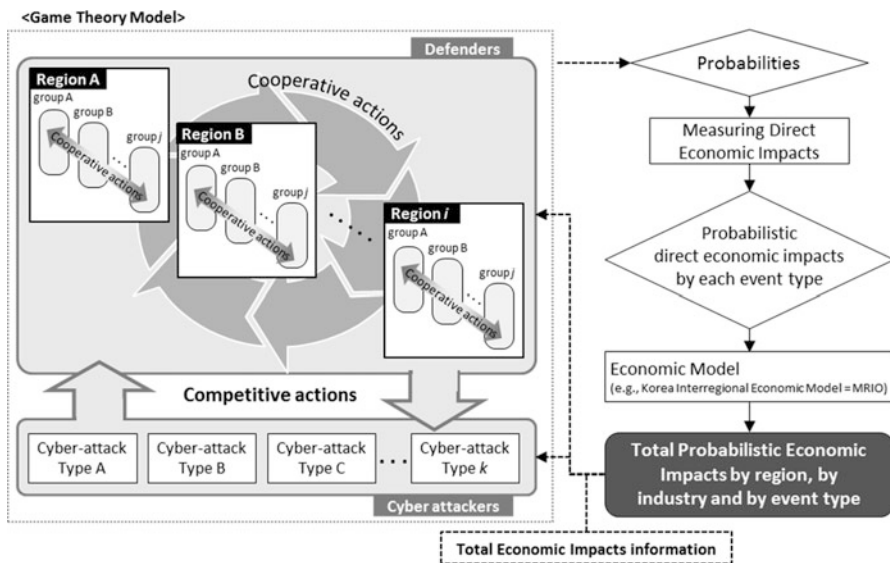 <Game Theory Model>
Defenders
Cooperative actions
Region A
group A
group B
group j
Cooperative actions
Region B
group A
group B
group j
Cooperative actions
Region i
group A
group B
group j
Cooperative actions
Competitive actions
Cyber-attack
Type A
Cyber-attack
Type B
Cyber-attack
Type C
Cyber-attack
Type k
Cyber attackers
Probabilities
Measuring Direct
Economic Impacts
Probabilistic
direct economic impacts
by each event type
Economic Model
(e.g., Korea Interregional Economic Model = MRIO)
Total Probabilistic Economic
Impacts by region, by
industry and by event type
Total Economic Impacts information